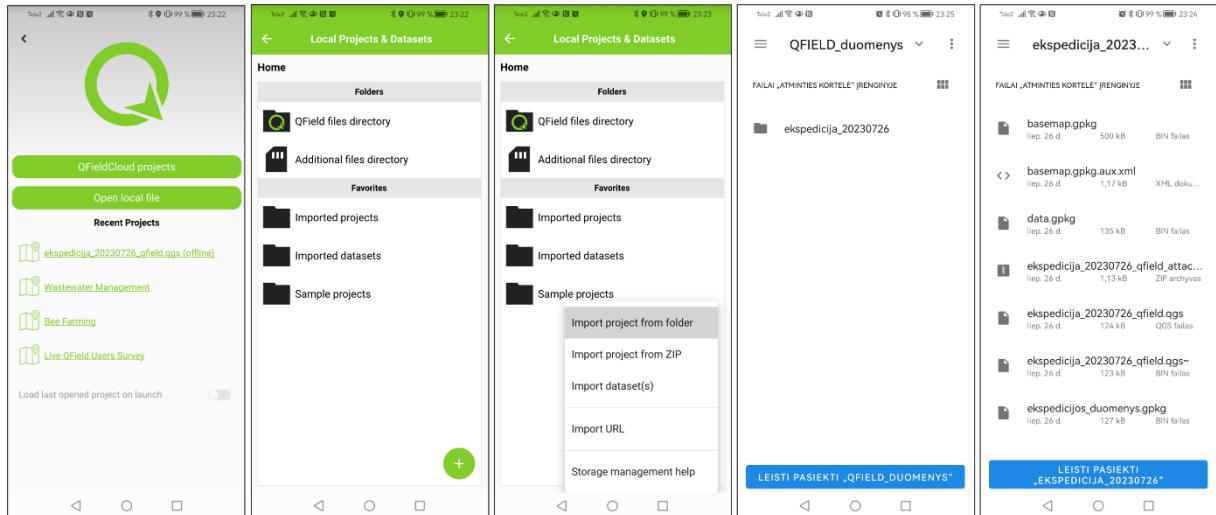 Tele2 99 % 23:22
QFieldCloud projects
Open local file
Recent Projects
ekspedicija_20230726_qfield.qgs (offline)
Wastewater Management
Bee Farming
Live QField Users Survey
Load last opened project on launch
Tele2 99 % 23:22
Local Projects & Datasets
Home
Folders
QField files directory
Additional files directory
Favorites
Imported projects
Imported datasets
Sample projects
+
Tele2 99 % 23:23
Local Projects & Datasets
Home
Folders
QField files directory
Additional files directory
Favorites
Imported projects
Imported datasets
Sample projects
Import project from folder
Import project from ZIP
Import dataset(s)
Import URL
Storage management help
Tele2 98 % 23:25
QFIELD_duomenys
FAILAI „ATMINTIES KORTELĖ“ ĮRENGINYJE
ekspedicija_20230726
LEISTI PASIEKTI „QFIELD_DUOMENYS“
Tele2 99 % 23:24
ekspedicija_2023...
FAILAI „ATMINTIES KORTELĖ“ ĮRENGINYJE
basemap.gpkg
liep. 26 d. 500 kB BIN failas
basemap.gpkg.aux.xml
liep. 26 d. 1,17 kB XML doku...
data.gpkg
liep. 26 d. 135 kB BIN failas
ekspedicija_20230726_qfield_attac...
liep. 26 d. 1,13 kB ZIP archyvas
ekspedicija_20230726_qfield.qgs
liep. 26 d. 124 kB QGS failas
ekspedicija_20230726_qfield.qgs~
liep. 26 d. 123 kB BIN failas
ekspedicijos_duomenys.gpkg
liep. 26 d. 127 kB BIN failas
LEISTI PASIEKTI
„EKSPEDICIJA_20230726“